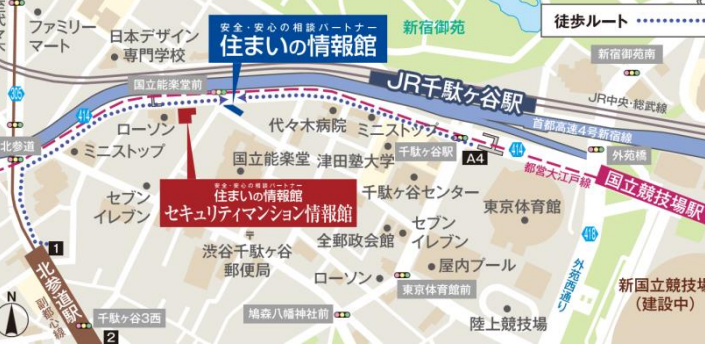 ファミリー
マート
日本デザイン
専門学校
安全・安心の相談パートナー
住まいの情報館
新宿御苑
徒歩ルート
新宿御苑南
国立能楽堂前
JR千駄ヶ谷駅
JR中央・総武線
首都高速4号新宿線
305
414
北参道
ローソン
ミニストップ
代々木病院
ミニストップ
千駄ヶ谷駅
A4
414
外苑橋
国立能楽堂
津田塾大学
都営大江戸線
国立競技場駅
セブン
イレブン
安全・安心の相談パートナー
住まいの情報館
セキュリティマンション情報館
千駄ヶ谷センター
東京体育館
〒
渋谷千駄ヶ谷
郵便局
全郵政会館
セブン
イレブン
418
外苑西通り
1
北参道駅
副都心線
ローソン
屋内プール
東京体育館前
新国立競技場
(建設中)
N
千駄ヶ谷3西
2
鳩森八幡神社前
陸上競技場